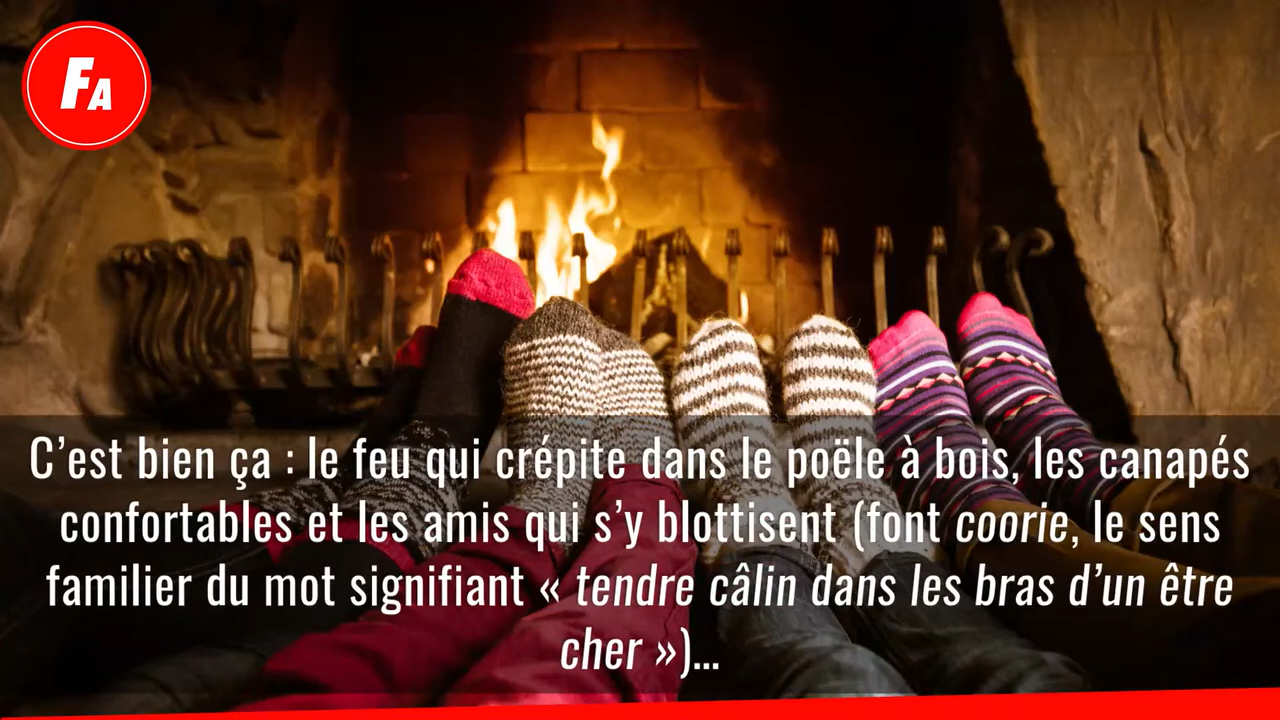 FA
C’est bien ça : le feu qui crépite dans le poële à bois, les canapés
confortables et les amis qui s’y blottisent (font coorie, le sens
familier du mot signifiant « tendre câlin dans les bras d’un être
cher »)...